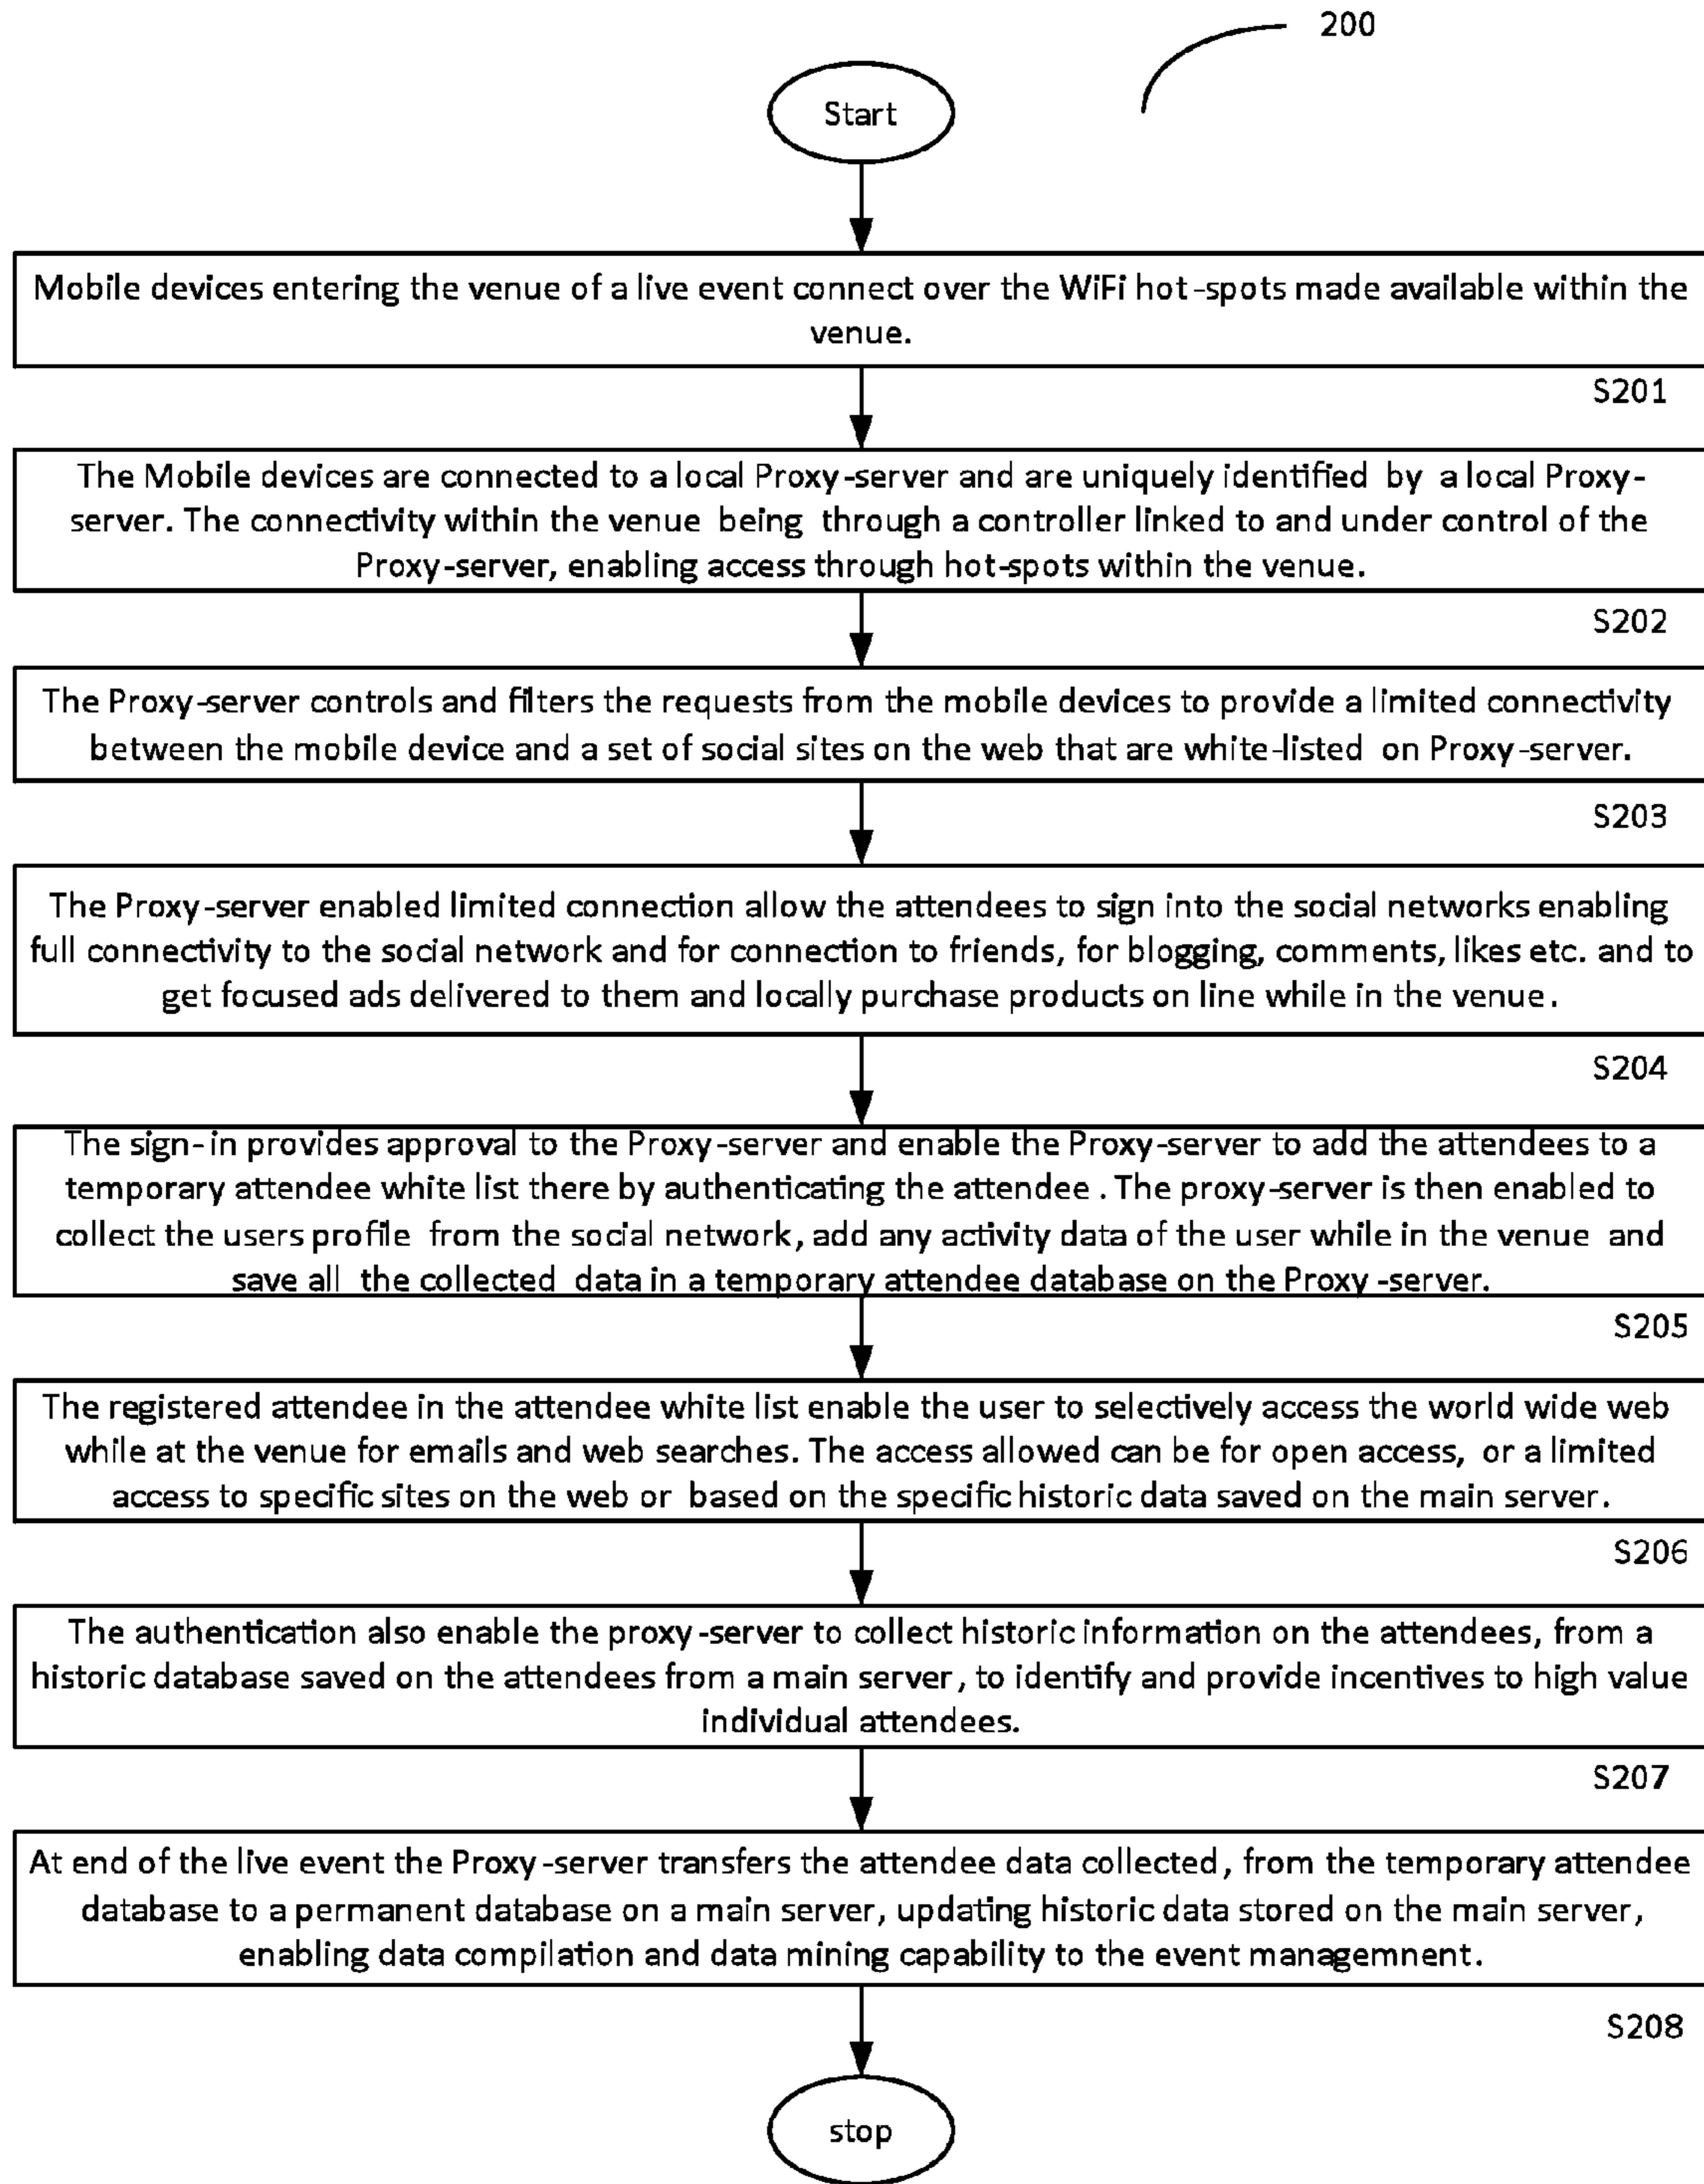 200
Start
Mobile devices entering the venue of a live event connect over the WiFi hot-spots made available within the
venue.
S201
The Mobile devices are connected to a local Proxy-server and are uniquely identified by a local Proxy-
server. The connectivity within the venue being through a controller linked to and under control of the
Proxy-server, enabling access through hot-spots within the venue.
S202
The Proxy-server controls and filters the requests from the mobile devices to provide a limited connectivity
between the mobile device and a set of social sites on the web that are white-listed on Proxy-server.
S203
The Proxy-server enabled limited connection allow the attendees to sign into the social networks enabling
full connectivity to the social network and for connection to friends, for blogging, comments, likes etc. and to
get focused ads delivered to them and locally purchase products on line while in the venue.
S204
The sign-in provides approval to the Proxy-server and enable the Proxy-server to add the attendees to a
temporary attendee white list there by authenticating the attendee. The proxy-server is then enabled to
collect the users profile from the social network, add any activity data of the user while in the venue and
save all the collected data in a temporary attendee database on the Proxy-server.
S205
The registered attendee in the attendee white list enable the user to selectively access the world wide web
while at the venue for emails and web searches. The access allowed can be for open access, or a limited
access to specific sites on the web or based on the specific historic data saved on the main server.
S206
The authentication also enable the proxy-server to collect historic information on the attendees, from a
historic database saved on the attendees from a main server, to identify and provide incentives to high value
individual attendees.
S207
At end of the live event the Proxy-server transfers the attendee data collected, from the temporary attendee
database to a permanent database on a main server, updating historic data stored on the main server,
enabling data compilation and data mining capability to the event managemnent.
S208
stop